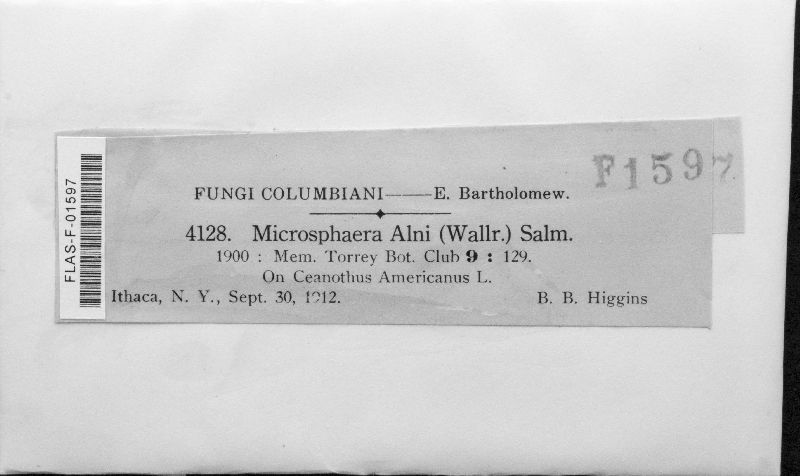 F1597
FLAS-F-01597
FUNGI COLUMBIANI——E. Bartholomew.
4128. Microsphaera Alni (Wallr.) Salm.
1900 : Mem. Torrey Bot. Club 9 : 129.
On Ceanothus Americanus L.
Ithaca, N. Y., Sept. 30, 1912. B. B. Higgins